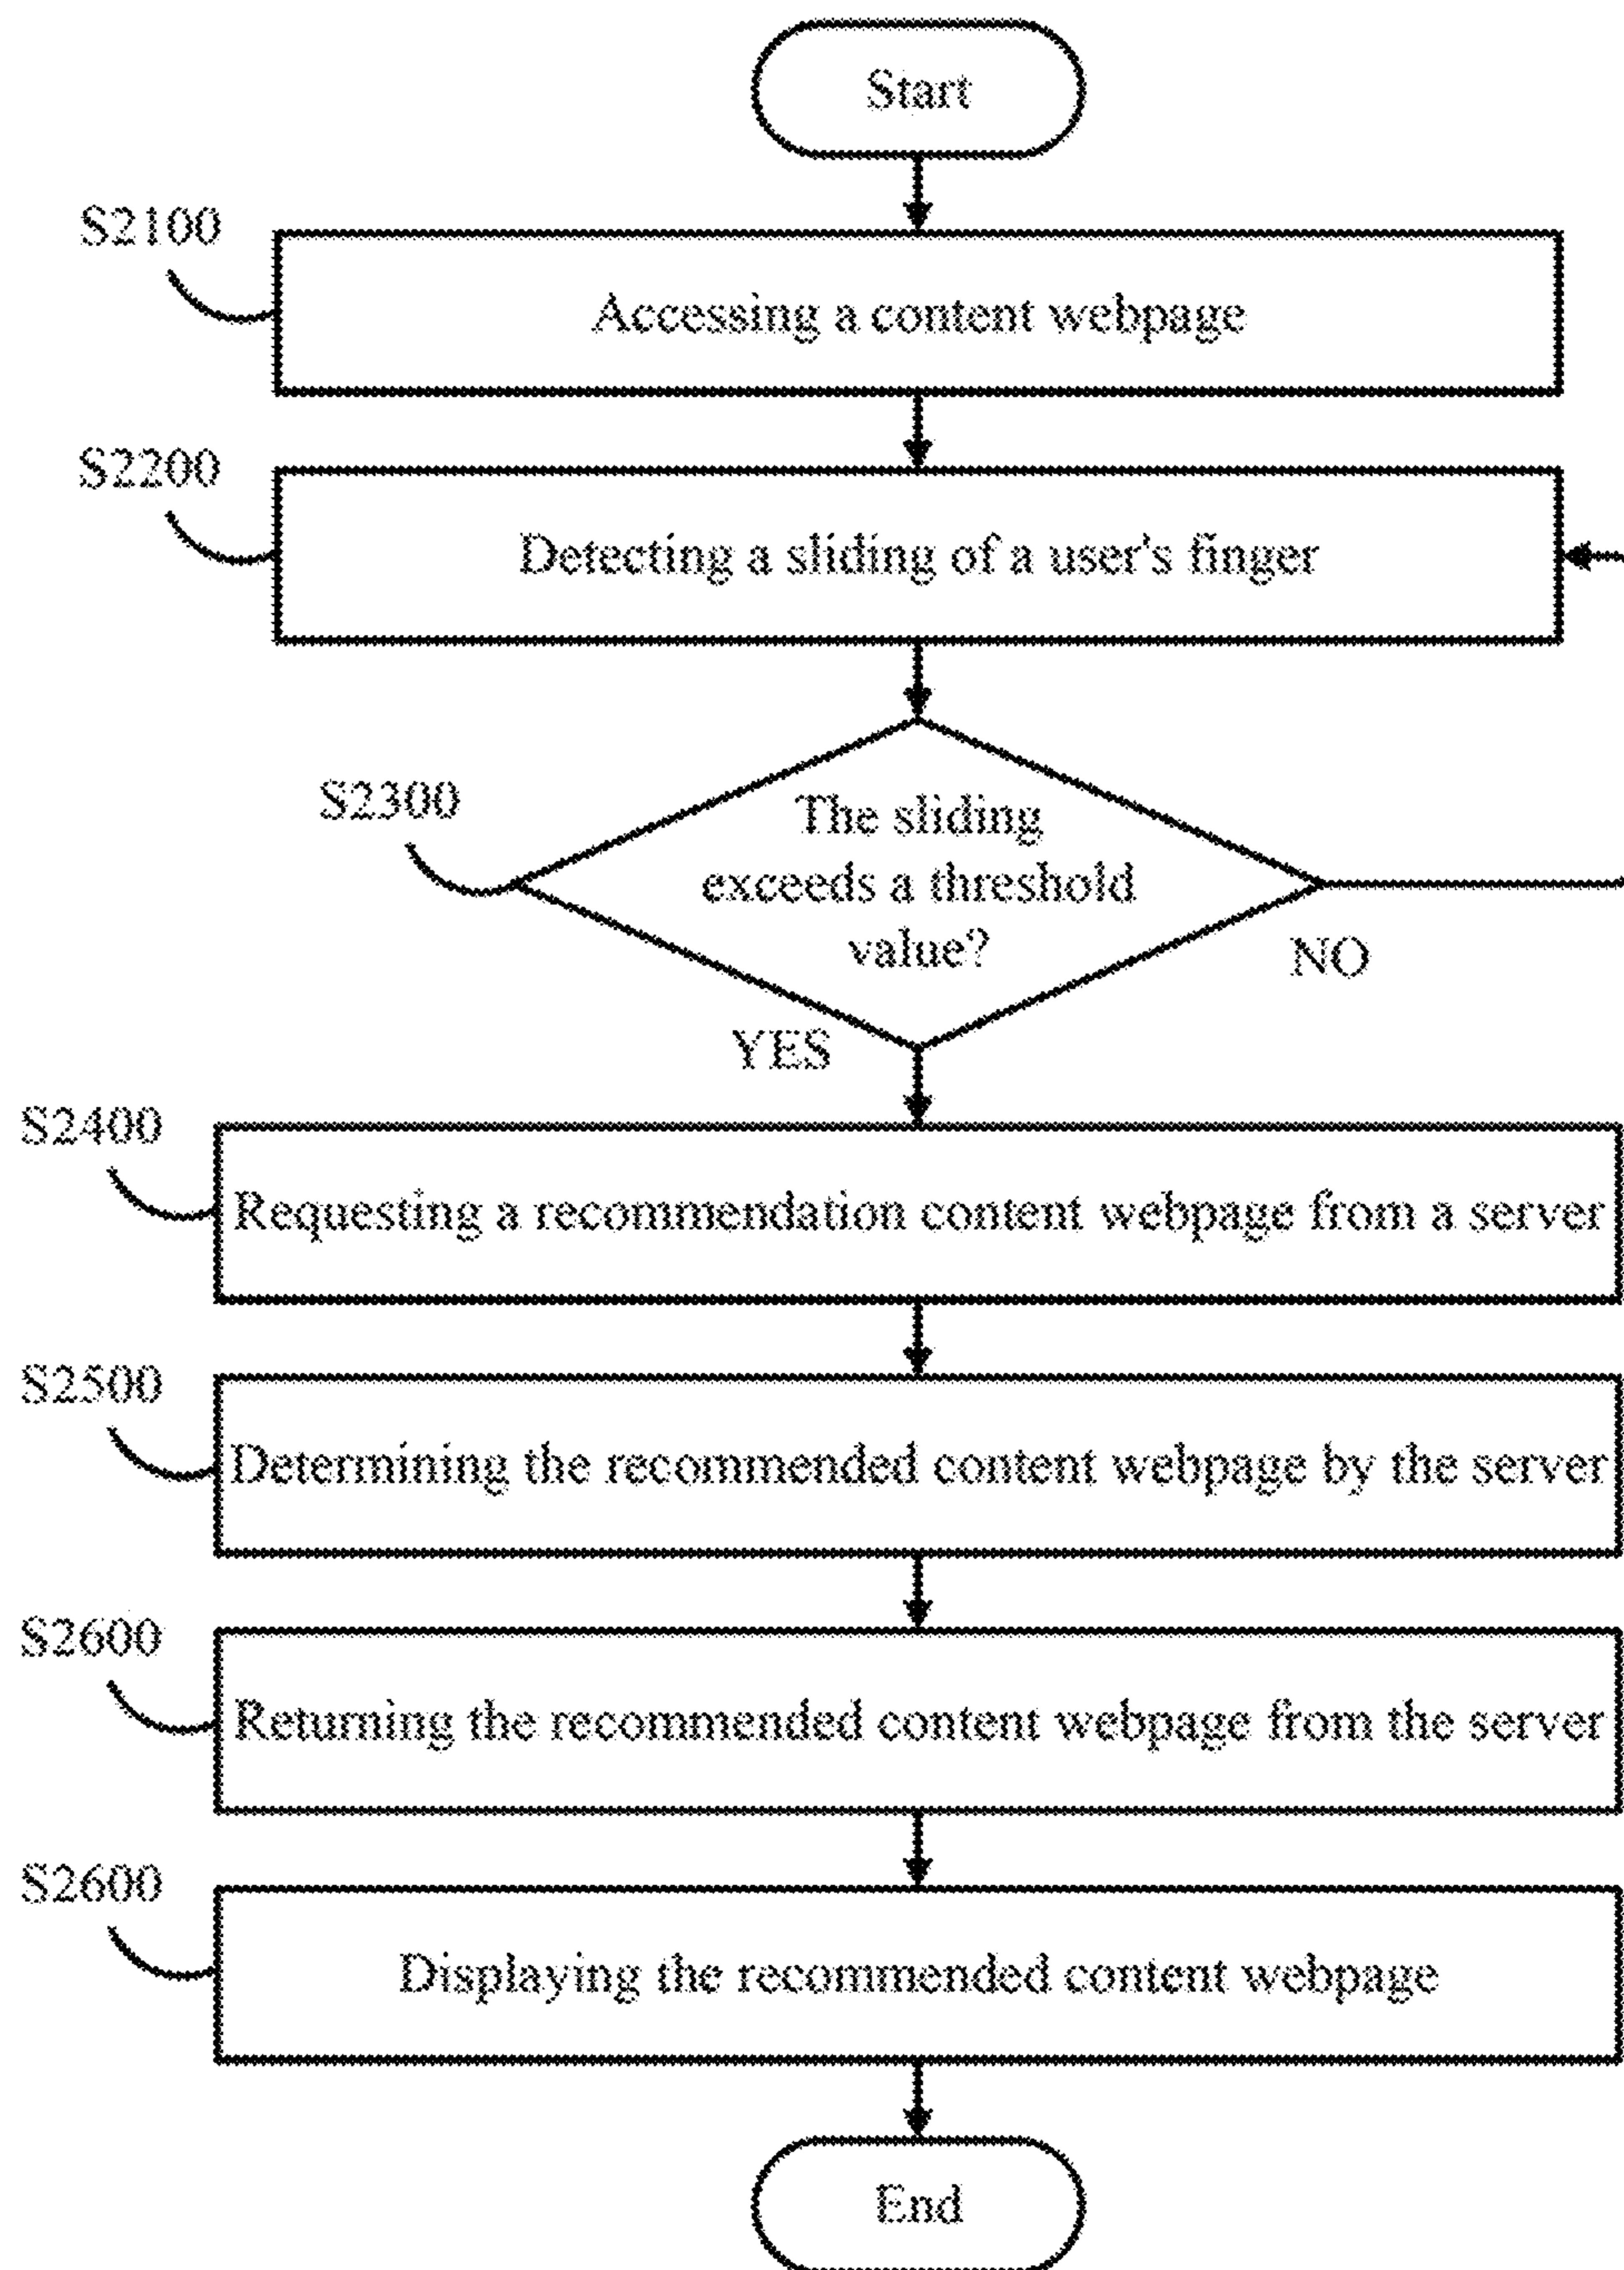 Start
S2100
Accessing a content webpage
S2200
Detecting a sliding of a user's finger
S2300
The sliding
exceeds a threshold
value?
NO
YES
S2400
Requesting a recommendation content webpage from a server
S2500
Determining the recommended content webpage by the server
S2600
Returning the recommended content webpage from the server
S2600
Displaying the recommended content webpage
End